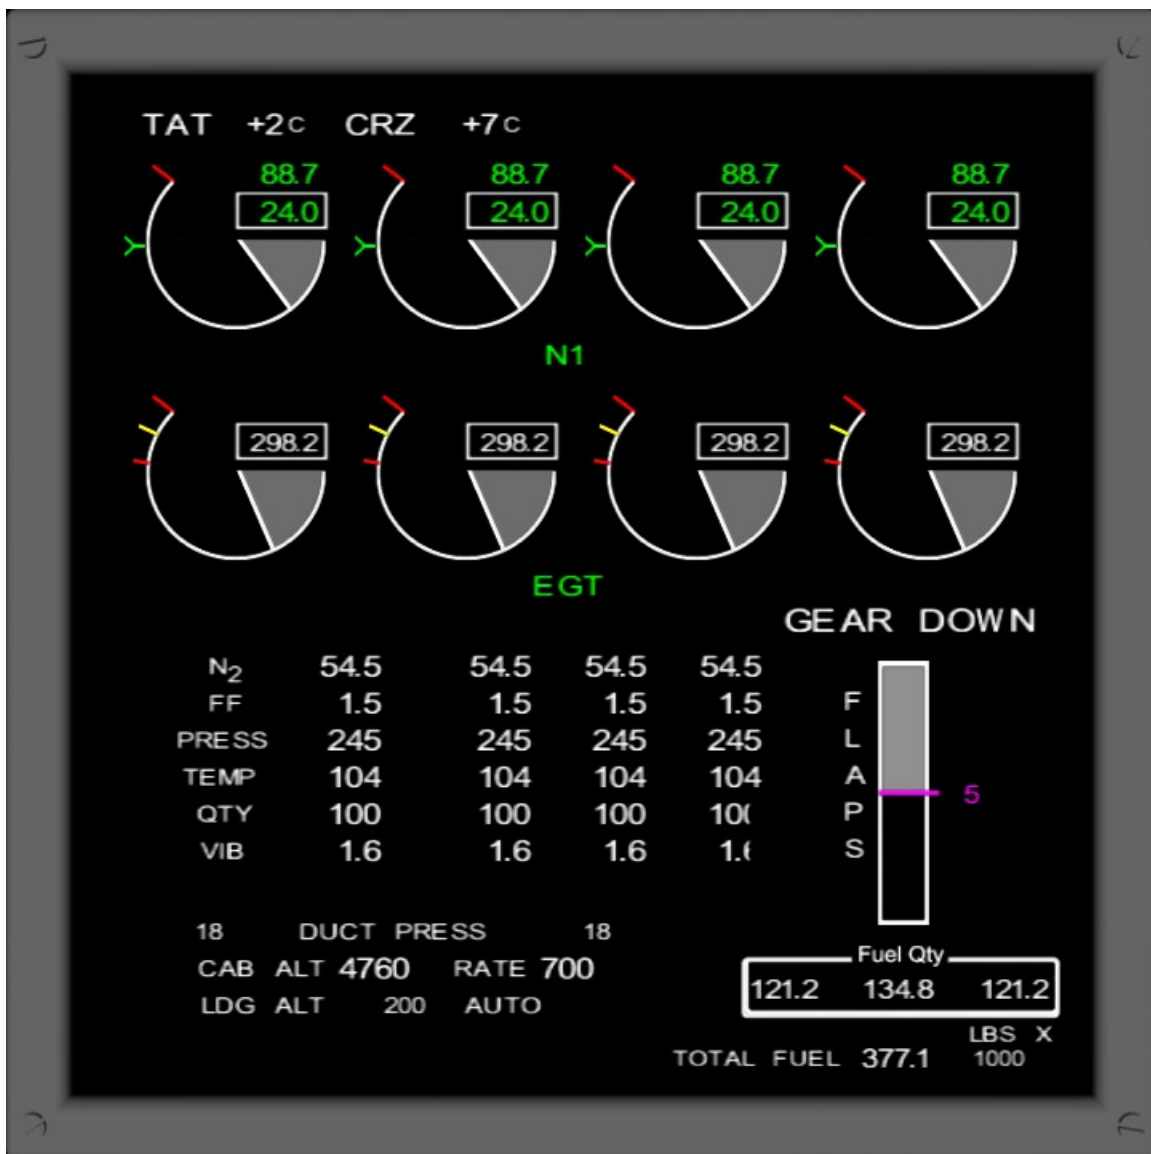 TAT +2c CRZ +7c
88.7 88.7 88.7 88.7
24.0 24.0 24.0 24.0
N1
298.2 298.2 298.2 298.2
EGT
GEAR DOWN
N2 54.5 54.5 54.5 54.5
FF 1.5 1.5 1.5 1.5
PRESS 245 245 245 245
TEMP 104 104 104 104
QTY 100 100 100
VIB 1.6 1.6 1.6
FLAPS
5
18 DUCT PRESS 18
CAB ALT 4760 RATE 700
LDG ALT 200 AUTO
Fuel Qty
121.2 134.8 121.2
LBS X
TOTAL FUEL 377.1 1000